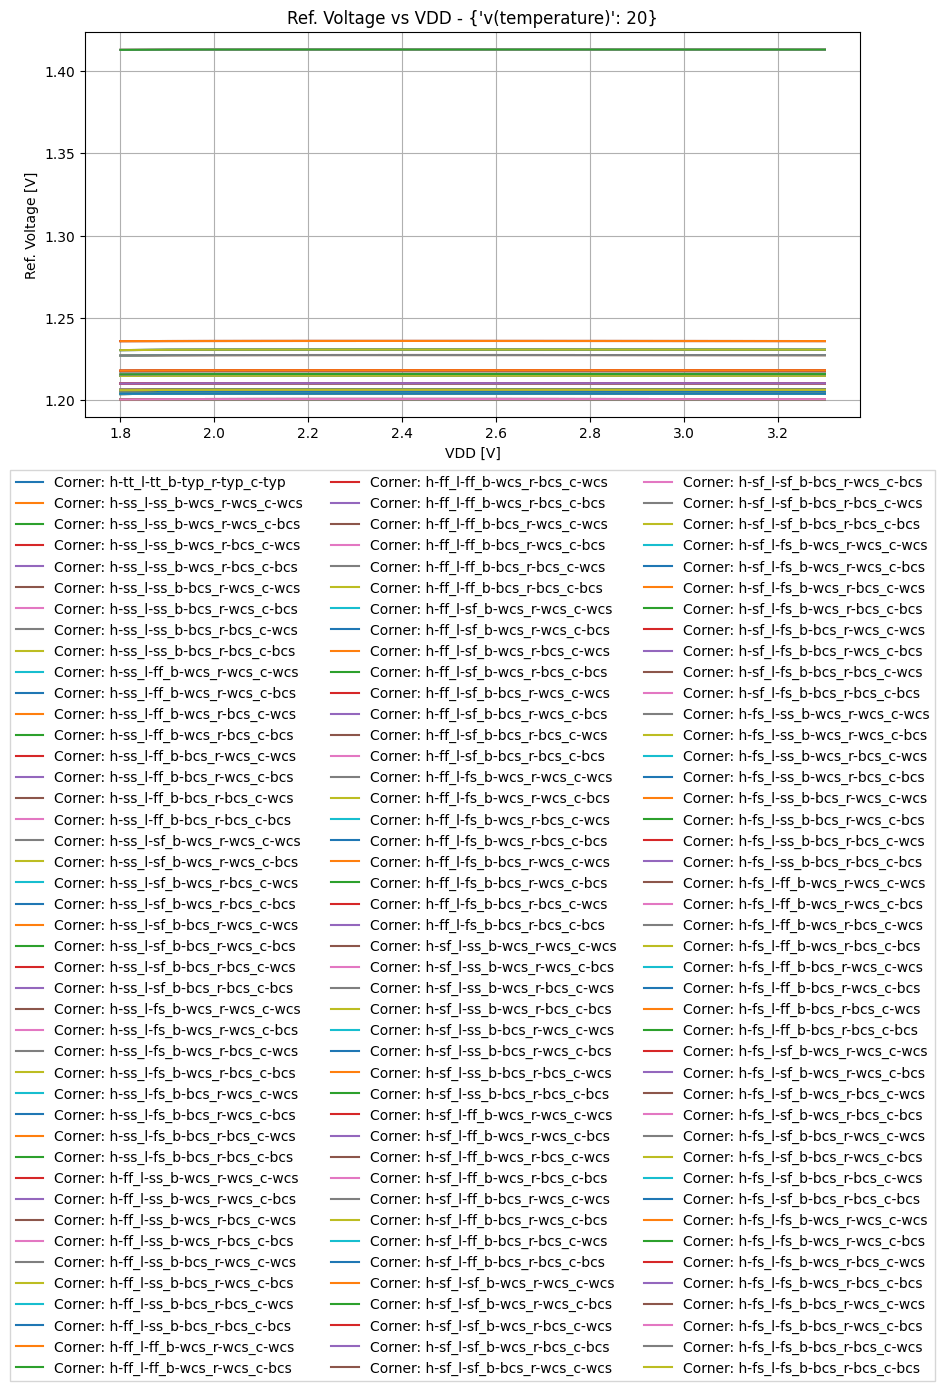 Ref. Voltage vs VDD - {'v(temperature)': 20}
1.40
1.35
1.30
1.25
1.20
Ref. Voltage [V]
1.8
2.0
2.2
2.4
2.6
2.8
3.0
3.2
VDD [V]
Corner: h-tt_l-tt_b-typ_r-typ_c-typ
Corner: h-ss_l-ss_b-wcs_r-wcs_c-wcs
Corner: h-ss_l-ss_b-wcs_r-wcs_c-bcs
Corner: h-ss_l-ss_b-wcs_r-bcs_c-wcs
Corner: h-ss_l-ss_b-wcs_r-bcs_c-bcs
Corner: h-ss_l-ss_b-bcs_r-wcs_c-wcs
Corner: h-ss_l-ss_b-bcs_r-wcs_c-bcs
Corner: h-ss_l-ss_b-bcs_r-bcs_c-wcs
Corner: h-ss_l-ss_b-bcs_r-bcs_c-bcs
Corner: h-ss_l-ff_b-wcs_r-wcs_c-wcs
Corner: h-ss_l-ff_b-wcs_r-wcs_c-bcs
Corner: h-ss_l-ff_b-wcs_r-bcs_c-wcs
Corner: h-ss_l-ff_b-wcs_r-bcs_c-bcs
Corner: h-ss_l-ff_b-bcs_r-wcs_c-wcs
Corner: h-ss_l-ff_b-bcs_r-wcs_c-bcs
Corner: h-ss_l-ff_b-bcs_r-bcs_c-wcs
Corner: h-ss_l-ff_b-bcs_r-bcs_c-bcs
Corner: h-ss_l-sf_b-wcs_r-wcs_c-wcs
Corner: h-ss_l-sf_b-wcs_r-wcs_c-bcs
Corner: h-ss_l-sf_b-wcs_r-bcs_c-wcs
Corner: h-ss_l-sf_b-wcs_r-bcs_c-bcs
Corner: h-ss_l-sf_b-bcs_r-wcs_c-wcs
Corner: h-ss_l-sf_b-bcs_r-wcs_c-bcs
Corner: h-ss_l-sf_b-bcs_r-bcs_c-wcs
Corner: h-ss_l-sf_b-bcs_r-bcs_c-bcs
Corner: h-ss_l-fs_b-wcs_r-wcs_c-wcs
Corner: h-ss_l-fs_b-wcs_r-wcs_c-bcs
Corner: h-ss_l-fs_b-wcs_r-bcs_c-wcs
Corner: h-ss_l-fs_b-wcs_r-bcs_c-bcs
Corner: h-ss_l-fs_b-bcs_r-wcs_c-wcs
Corner: h-ss_l-fs_b-bcs_r-wcs_c-bcs
Corner: h-ss_l-fs_b-bcs_r-bcs_c-wcs
Corner: h-ss_l-fs_b-bcs_r-bcs_c-bcs
Corner: h-ff_l-ss_b-wcs_r-wcs_c-wcs
Corner: h-ff_l-ss_b-wcs_r-wcs_c-bcs
Corner: h-ff_l-ss_b-wcs_r-bcs_c-wcs
Corner: h-ff_l-ss_b-wcs_r-bcs_c-bcs
Corner: h-ff_l-ss_b-bcs_r-wcs_c-wcs
Corner: h-ff_l-ss_b-bcs_r-wcs_c-bcs
Corner: h-ff_l-ss_b-bcs_r-bcs_c-wcs
Corner: h-ff_l-ss_b-bcs_r-bcs_c-bcs
Corner: h-ff_l-ff_b-wcs_r-wcs_c-wcs
Corner: h-ff_l-ff_b-wcs_r-wcs_c-bcs
Corner: h-ff_l-ff_b-wcs_r-bcs_c-wcs
Corner: h-ff_l-ff_b-wcs_r-bcs_c-bcs
Corner: h-ff_l-ff_b-bcs_r-wcs_c-wcs
Corner: h-ff_l-ff_b-bcs_r-wcs_c-bcs
Corner: h-ff_l-ff_b-bcs_r-bcs_c-wcs
Corner: h-ff_l-ff_b-bcs_r-bcs_c-bcs
Corner: h-ff_l-sf_b-wcs_r-wcs_c-wcs
Corner: h-ff_l-sf_b-wcs_r-wcs_c-bcs
Corner: h-ff_l-sf_b-wcs_r-bcs_c-wcs
Corner: h-ff_l-sf_b-wcs_r-bcs_c-bcs
Corner: h-ff_l-sf_b-bcs_r-wcs_c-wcs
Corner: h-ff_l-sf_b-bcs_r-wcs_c-bcs
Corner: h-ff_l-sf_b-bcs_r-bcs_c-wcs
Corner: h-ff_l-sf_b-bcs_r-bcs_c-bcs
Corner: h-ff_l-fs_b-wcs_r-wcs_c-wcs
Corner: h-ff_l-fs_b-wcs_r-wcs_c-bcs
Corner: h-ff_l-fs_b-wcs_r-bcs_c-wcs
Corner: h-ff_l-fs_b-wcs_r-bcs_c-bcs
Corner: h-ff_l-fs_b-bcs_r-wcs_c-wcs
Corner: h-ff_l-fs_b-bcs_r-wcs_c-bcs
Corner: h-ff_l-fs_b-bcs_r-bcs_c-wcs
Corner: h-ff_l-fs_b-bcs_r-bcs_c-bcs
Corner: h-sf_l-ss_b-wcs_r-wcs_c-wcs
Corner: h-sf_l-ss_b-wcs_r-wcs_c-bcs
Corner: h-sf_l-ss_b-wcs_r-bcs_c-wcs
Corner: h-sf_l-ss_b-wcs_r-bcs_c-bcs
Corner: h-sf_l-ss_b-bcs_r-wcs_c-wcs
Corner: h-sf_l-ss_b-bcs_r-wcs_c-bcs
Corner: h-sf_l-ss_b-bcs_r-bcs_c-wcs
Corner: h-sf_l-ss_b-bcs_r-bcs_c-bcs
Corner: h-sf_l-ff_b-wcs_r-wcs_c-wcs
Corner: h-sf_l-ff_b-wcs_r-wcs_c-bcs
Corner: h-sf_l-ff_b-wcs_r-bcs_c-wcs
Corner: h-sf_l-ff_b-wcs_r-bcs_c-bcs
Corner: h-sf_l-ff_b-bcs_r-wcs_c-wcs
Corner: h-sf_l-ff_b-bcs_r-wcs_c-bcs
Corner: h-sf_l-ff_b-bcs_r-bcs_c-wcs
Corner: h-sf_l-ff_b-bcs_r-bcs_c-bcs
Corner: h-sf_l-sf_b-wcs_r-wcs_c-wcs
Corner: h-sf_l-sf_b-wcs_r-wcs_c-bcs
Corner: h-sf_l-sf_b-wcs_r-bcs_c-wcs
Corner: h-sf_l-sf_b-wcs_r-bcs_c-bcs
Corner: h-sf_l-sf_b-bcs_r-wcs_c-wcs
Corner: h-sf_l-sf_b-bcs_r-wcs_c-bcs
Corner: h-sf_l-sf_b-bcs_r-bcs_c-wcs
Corner: h-sf_l-sf_b-bcs_r-bcs_c-bcs
Corner: h-sf_l-fs_b-wcs_r-wcs_c-wcs
Corner: h-sf_l-fs_b-wcs_r-wcs_c-bcs
Corner: h-sf_l-fs_b-wcs_r-bcs_c-wcs
Corner: h-sf_l-fs_b-wcs_r-bcs_c-bcs
Corner: h-sf_l-fs_b-bcs_r-wcs_c-wcs
Corner: h-sf_l-fs_b-bcs_r-wcs_c-bcs
Corner: h-sf_l-fs_b-bcs_r-bcs_c-wcs
Corner: h-sf_l-fs_b-bcs_r-bcs_c-bcs
Corner: h-fs_l-ss_b-wcs_r-wcs_c-wcs
Corner: h-fs_l-ss_b-wcs_r-wcs_c-bcs
Corner: h-fs_l-ss_b-wcs_r-bcs_c-wcs
Corner: h-fs_l-ss_b-wcs_r-bcs_c-bcs
Corner: h-fs_l-ss_b-bcs_r-wcs_c-wcs
Corner: h-fs_l-ss_b-bcs_r-wcs_c-bcs
Corner: h-fs_l-ss_b-bcs_r-bcs_c-wcs
Corner: h-fs_l-ss_b-bcs_r-bcs_c-bcs
Corner: h-fs_l-ff_b-wcs_r-wcs_c-wcs
Corner: h-fs_l-ff_b-wcs_r-wcs_c-bcs
Corner: h-fs_l-ff_b-wcs_r-bcs_c-wcs
Corner: h-fs_l-ff_b-wcs_r-bcs_c-bcs
Corner: h-fs_l-ff_b-bcs_r-wcs_c-wcs
Corner: h-fs_l-ff_b-bcs_r-wcs_c-bcs
Corner: h-fs_l-ff_b-bcs_r-bcs_c-wcs
Corner: h-fs_l-ff_b-bcs_r-bcs_c-bcs
Corner: h-fs_l-sf_b-wcs_r-wcs_c-wcs
Corner: h-fs_l-sf_b-wcs_r-wcs_c-bcs
Corner: h-fs_l-sf_b-wcs_r-bcs_c-wcs
Corner: h-fs_l-sf_b-wcs_r-bcs_c-bcs
Corner: h-fs_l-sf_b-bcs_r-wcs_c-wcs
Corner: h-fs_l-sf_b-bcs_r-wcs_c-bcs
Corner: h-fs_l-sf_b-bcs_r-bcs_c-wcs
Corner: h-fs_l-sf_b-bcs_r-bcs_c-bcs
Corner: h-fs_l-fs_b-wcs_r-wcs_c-wcs
Corner: h-fs_l-fs_b-wcs_r-wcs_c-bcs
Corner: h-fs_l-fs_b-wcs_r-bcs_c-wcs
Corner: h-fs_l-fs_b-wcs_r-bcs_c-bcs
Corner: h-fs_l-fs_b-bcs_r-wcs_c-wcs
Corner: h-fs_l-fs_b-bcs_r-wcs_c-bcs
Corner: h-fs_l-fs_b-bcs_r-bcs_c-wcs
Corner: h-fs_l-fs_b-bcs_r-bcs_c-bcs